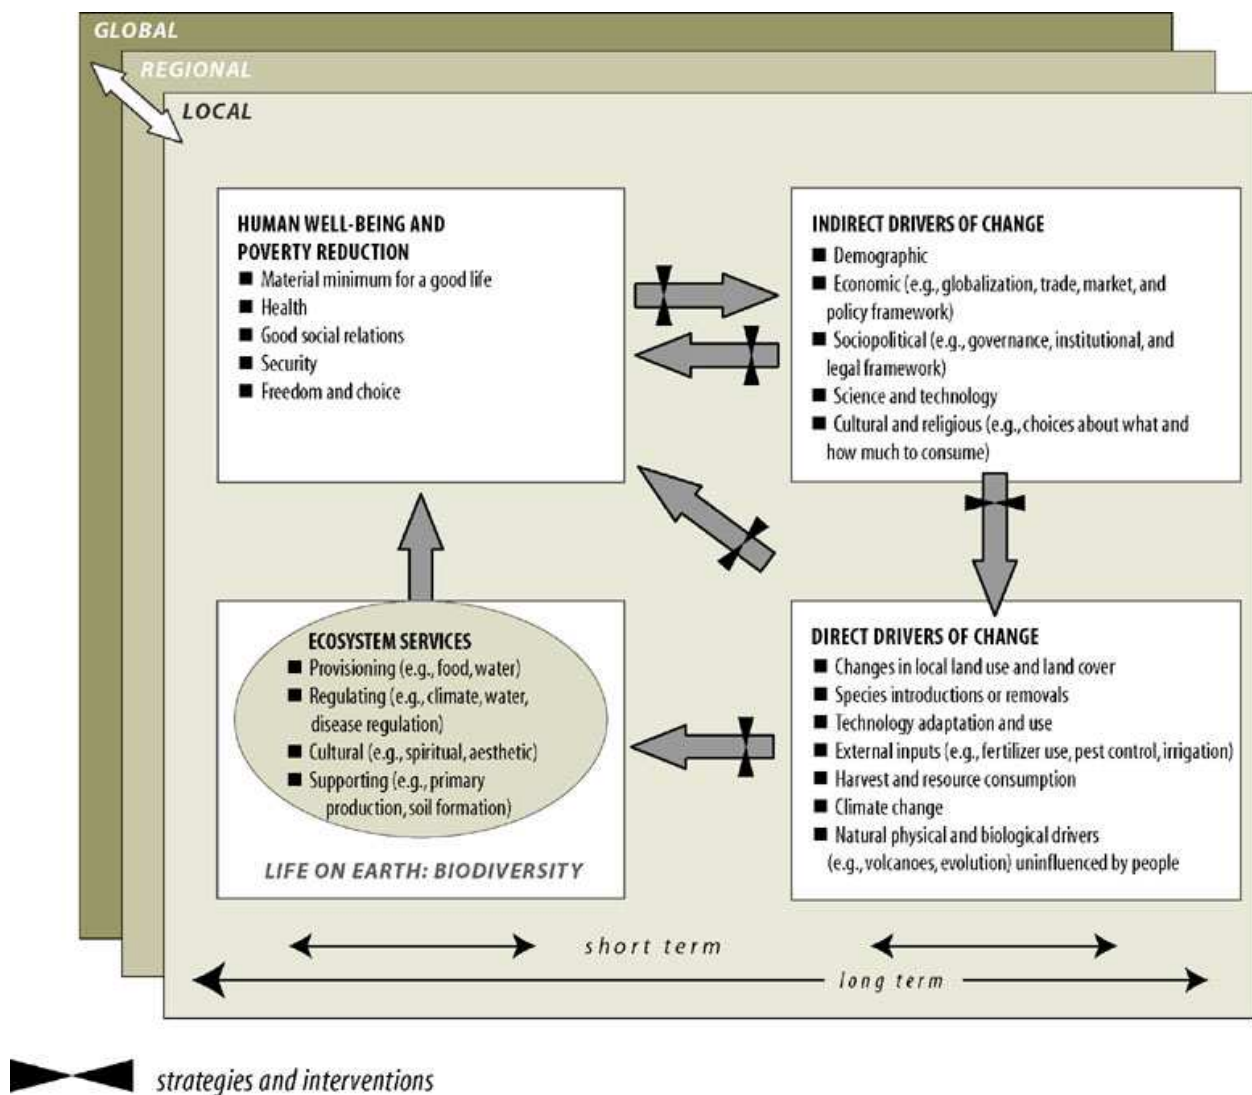 GLOBAL
REGIONAL
LOCAL
HUMAN WELL-BEING AND
POVERTY REDUCTION
■ Material minimum for a good life
■ Health
■ Good social relations
■ Security
■ Freedom and choice
INDIRECT DRIVERS OF CHANGE
■ Demographic
■ Economic (e.g., globalization, trade, market, and
policy framework)
■ Sociopolitical (e.g., governance, institutional, and
legal framework)
■ Science and technology
■ Cultural and religious (e.g., choices about what and
how much to consume)
ECOSYSTEM SERVICES
■ Provisioning (e.g., food, water)
■ Regulating (e.g., climate, water,
disease regulation)
■ Cultural (e.g., spiritual, aesthetic)
■ Supporting (e.g., primary
production, soil formation)
LIFE ON EARTH: BIODIVERSITY
DIRECT DRIVERS OF CHANGE
■ Changes in local land use and land cover
■ Species introductions or removals
■ Technology adaptation and use
■ External inputs (e.g., fertilizer use, pest control, irrigation)
■ Harvest and resource consumption
■ Climate change
■ Natural physical and biological drivers
(e.g., volcanoes, evolution) uninfluenced by people
short term
long term
strategies and interventions